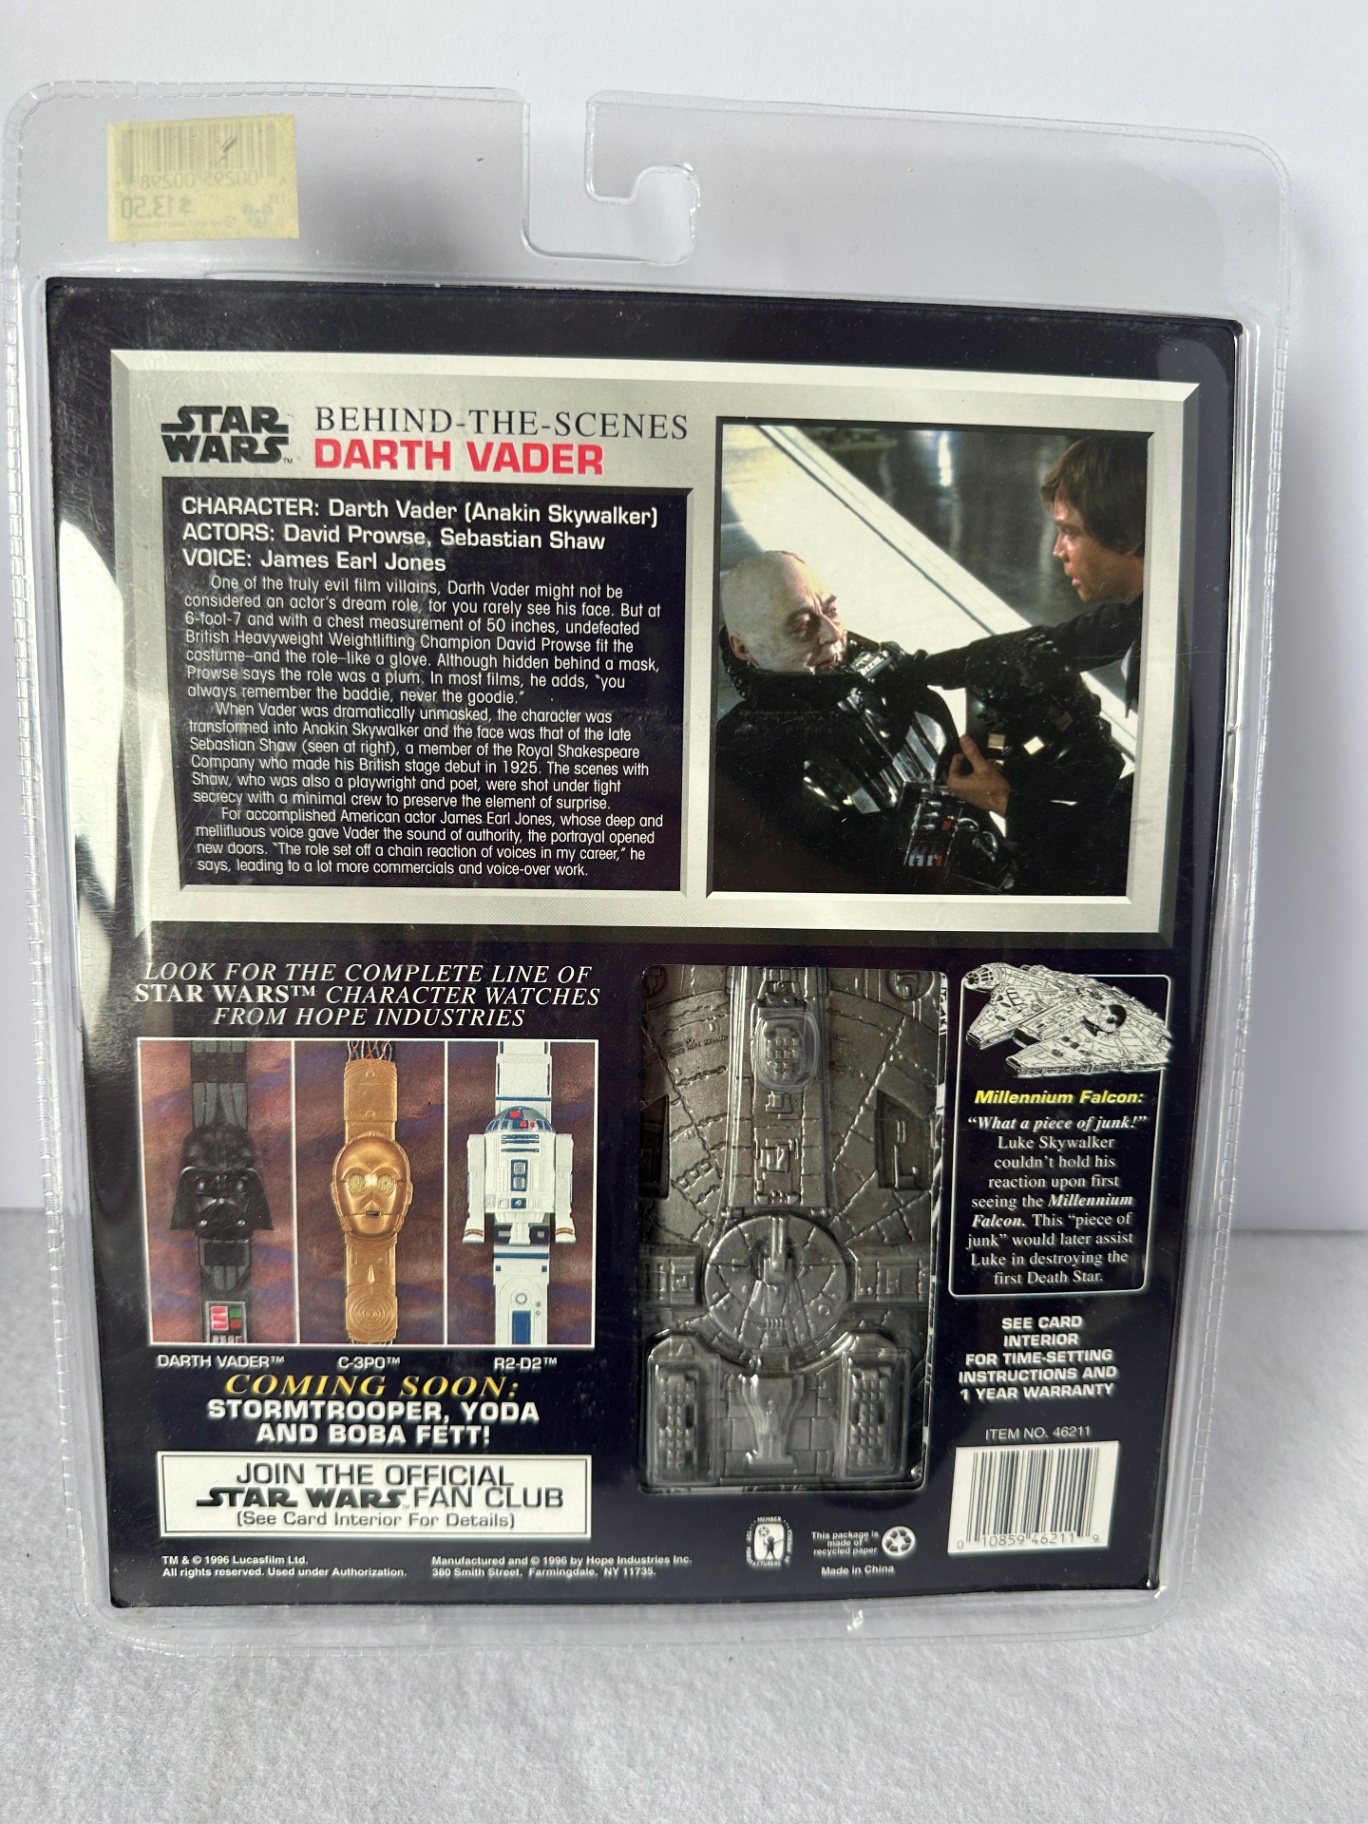 00295 00298
$13.50
STAR WARS™
BEHIND-THE-SCENES
DARTH VADER
CHARACTER: Darth Vader (Anakin Skywalker)
ACTORS: David Prowse, Sebastian Shaw
VOICE: James Earl Jones
One of the truly evil film villains, Darth Vader might not be
considered an actor's dream role, for you rarely see his face. But at
6-foot-7 and with a chest measurement of 50 inches, undefeated
British Heavyweight Weightlifting Champion David Prowse fit the
costume–and the role–like a glove. Although hidden behind a mask,
Prowse says the role was a plum. In most films, he adds, "you
always remember the baddie, never the goodie."
When Vader was dramatically unmasked, the character was
transformed into Anakin Skywalker and the face was that of the late
Sebastian Shaw (seen at right), a member of the Royal Shakespeare
Company who made his British stage debut in 1925. The scenes with
Shaw, who was also a playwright and poet, were shot under tight
secrecy with a minimal crew to preserve the element of surprise.
For accomplished American actor James Earl Jones, whose deep and
mellifluous voice gave Vader the sound of authority, the portrayal opened
new doors. "The role set off a chain reaction of voices in my career," he
says, leading to a lot more commercials and voice-over work.
LOOK FOR THE COMPLETE LINE OF
STAR WARS™ CHARACTER WATCHES
FROM HOPE INDUSTRIES
DARTH VADER™
C-3PO™
R2-D2™
COMING SOON:
STORMTROOPER, YODA
AND BOBA FETT!
JOIN THE OFFICIAL
STAR WARS FAN CLUB
(See Card Interior For Details)
TM & © 1996 Lucasfilm Ltd.
All rights reserved. Used under Authorization.
Manufactured and © 1996 by Hope Industries Inc.
380 Smith Street, Farmingdale, NY 11735.
Millennium Falcon:
"What a piece of junk!"
Luke Skywalker
couldn't hold his
reaction upon first
seeing the Millennium
Falcon. This "piece of
junk" would later assist
Luke in destroying the
first Death Star.
SEE CARD
INTERIOR
FOR TIME-SETTING
INSTRUCTIONS AND
1 YEAR WARRANTY
ITEM NO. 46211
0 10859 46211 9
MEMBER
This package is
made of
recycled paper
Made in China